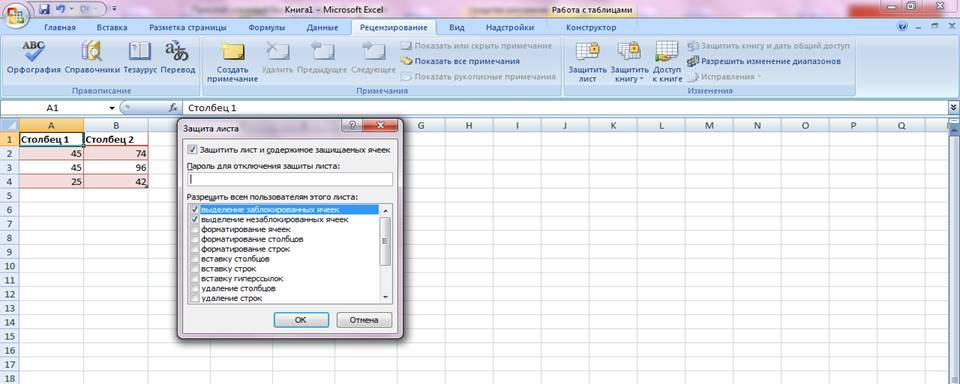 Книга1 - Microsoft Excel
Работа с таблицами
Главная Вставка Разметка страницы Формулы Данные Рецензирование Вид Надстройки Конструктор
ABC
Орфография Справочники Тезаурус Перевод
Правописание
Создать примечание Удалить Предыдущее Следующее
Показать или скрыть примечание
Показать все примечания
Показать рукописные примечания
Примечания
Защитить лист Защитить книгу Доступ к книге
Защитить книгу и дать общий доступ
Разрешить изменение диапазонов
Исправления
Изменения
A1 fx Столбец 1
A B G H I J K L M N O P Q
1 Столбец 1 Столбец 2
2 45 74
3 45 96
4 25 42
5
6
7
8
9
10
11
12
13
14
15
16
17
18
Защита листа
Защитить лист и содержимое защищаемых ячеек
Пароль для отключения защиты листа:
Разрешить всем пользователям этого листа:
выделение заблокированных ячеек
выделение незаблокированных ячеек
форматирование ячеек
форматирование столбцов
форматирование строк
вставку столбцов
вставку строк
вставку гиперссылок
удаление столбцов
удаление строк
ОК Отмена